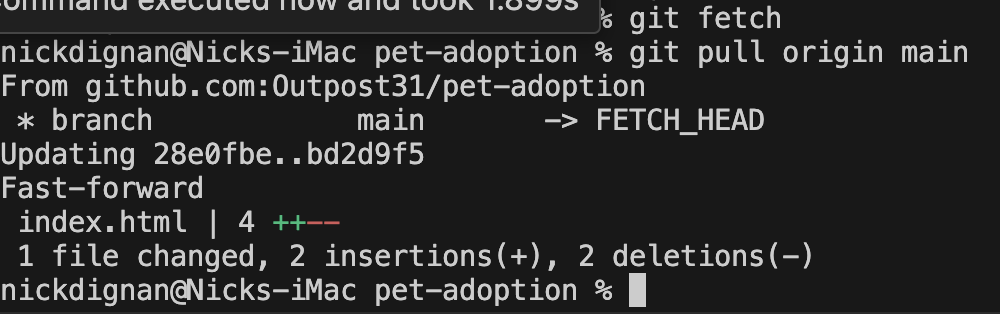 command executed now and took 1.899s
% git fetch
nickdignan@Nicks-iMac pet-adoption % git pull origin main
From github.com:Outpost31/pet-adoption
 * branch            main       -> FETCH_HEAD
Updating 28e0fbe..bd2d9f5
Fast-forward
 index.html | 4 ++--
 1 file changed, 2 insertions(+), 2 deletions(-)
nickdignan@Nicks-iMac pet-adoption %